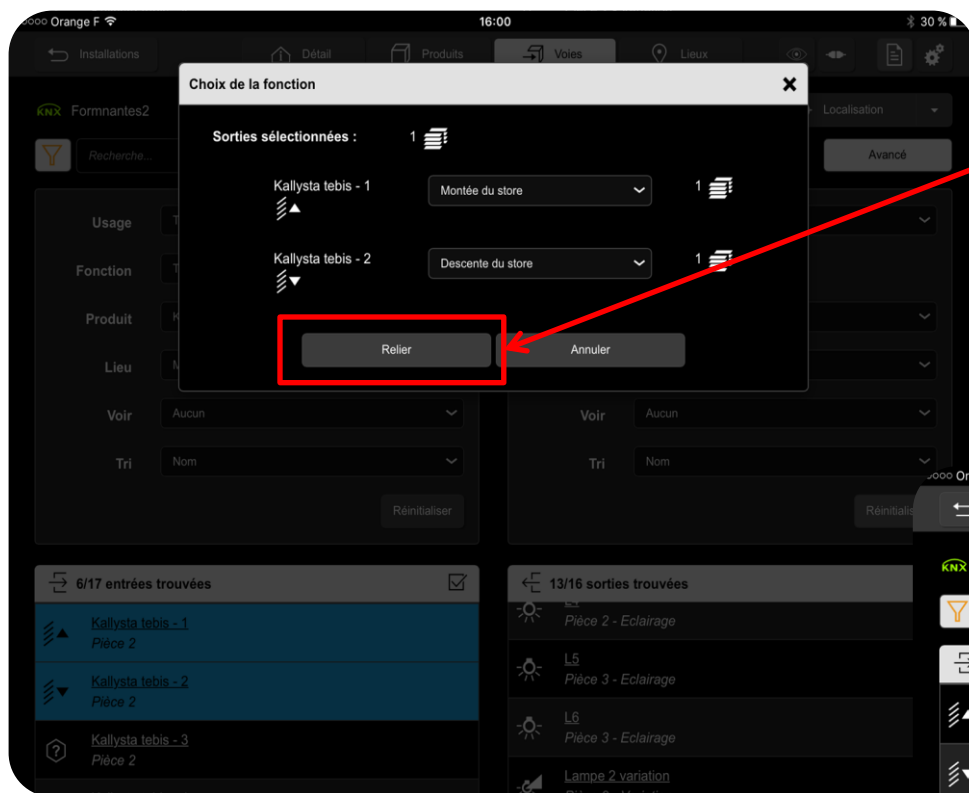 oooo Orange F 16:00 30 %
Installations Détail Produits Voies Lieux
Choix de la fonction
KNX Formnantes2 Localisation
Sorties sélectionnées : 1
Recherche... Avancé
Kallysta tebis - 1 Montée du store 1
Usage
Kallysta tebis - 2 Descente du store 1
Fonction
Produit
Relier Annuler
Lieu
Voir Aucun Voir Aucun
Tri Nom Tri Nom
Réinitialiser Réinitialis
KNX
6/17 entrées trouvées 13/16 sorties trouvées
Kallysta tebis - 1
Pièce 2
Pièce 2 - Eclairage
Kallysta tebis - 2
Pièce 2
L5
Pièce 3 - Eclairage
Kallysta tebis - 3
Pièce 2
L6
Pièce 3 - Eclairage
Lampe 2 variation